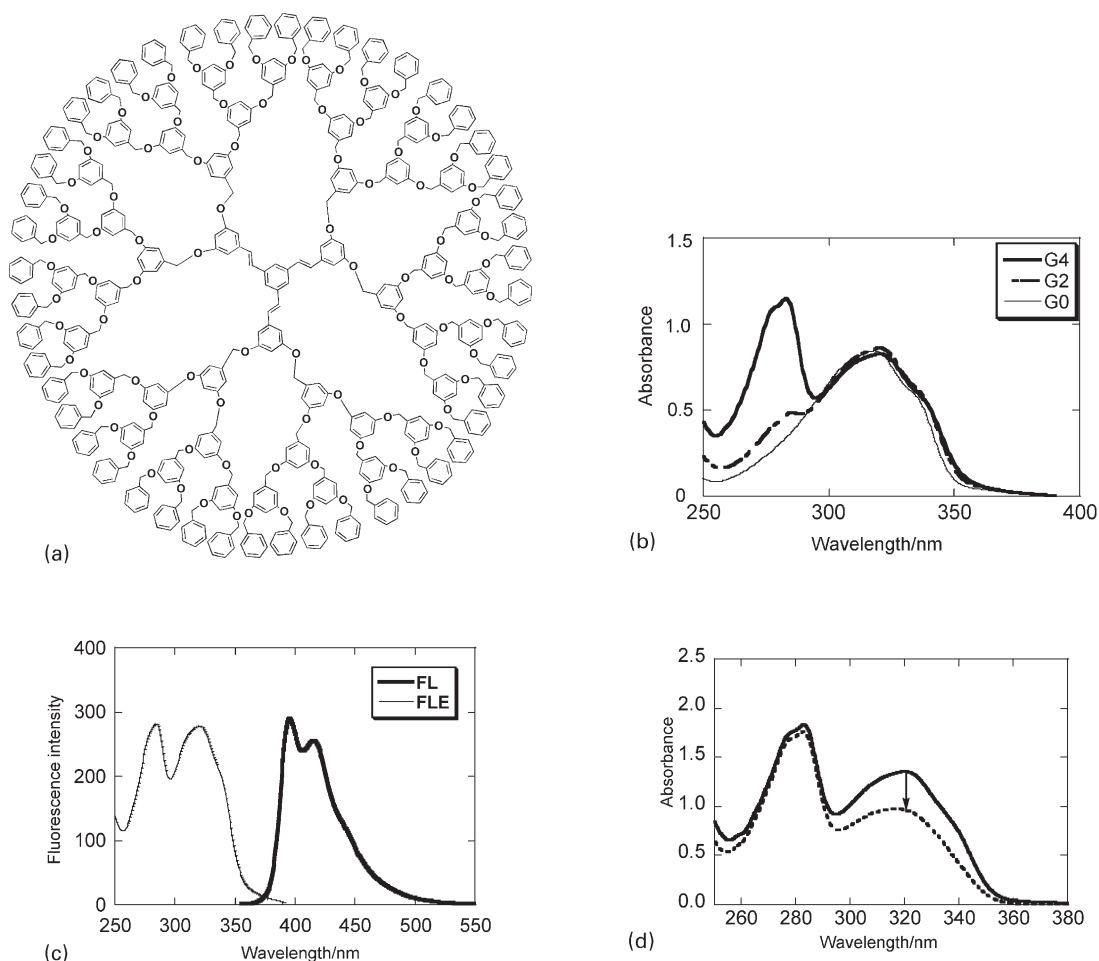 (a)
1.5
1.0
0.5
0
Absorbance
G4
G2
G0
250 300 350 400
Wavelength/nm
(b)
400
300
200
100
0
Fluorescence intensity
FL
FLE
250 300 350 400 450 500 550
Wavelength/nm
(c)
2.5
2.0
1.5
1.0
0.5
0.0
Absorbance
260 280 300 320 340 360 380
Wavelength/nm
(d)